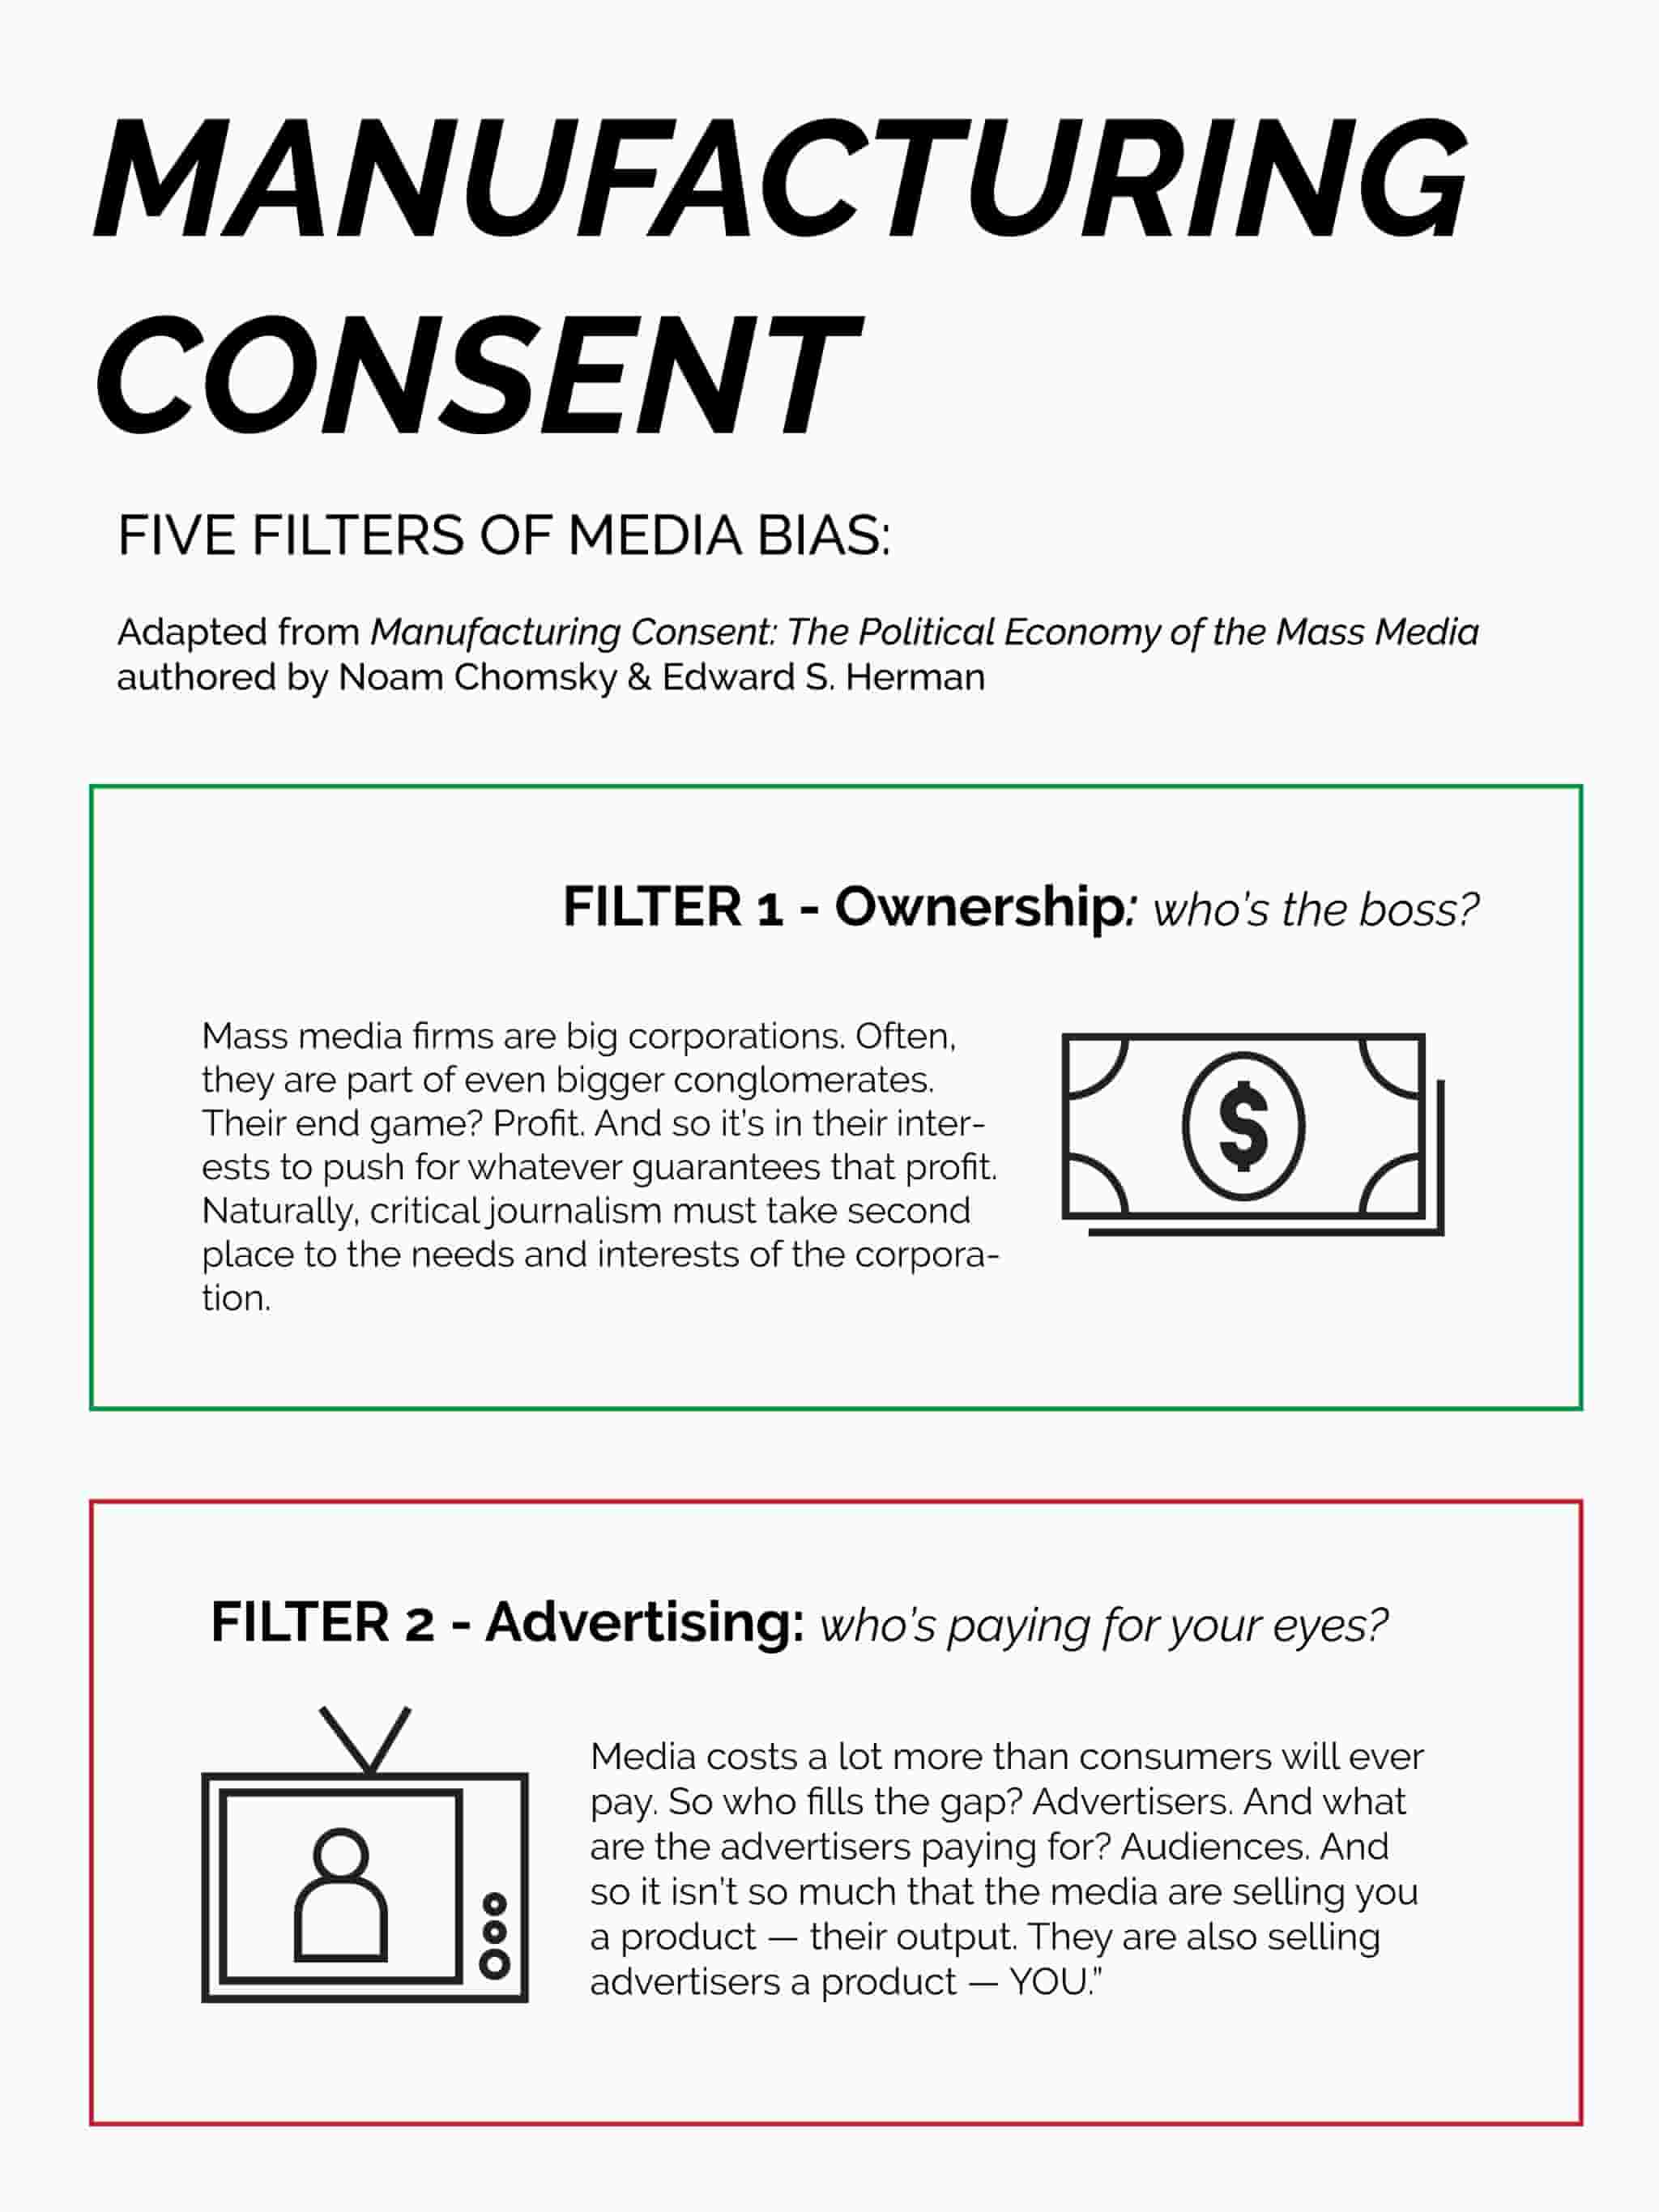 MANUFACTURING
CONSENT
FIVE FILTERS OF MEDIA BIAS:
Adapted from Manufacturing Consent: The Political Economy of the Mass Media
authored by Noam Chomsky & Edward S. Herman
FILTER 1 - Ownership: who's the boss?
Mass media firms are big corporations. Often,
they are part of even bigger conglomerates.
Their end game? Profit. And so it's in their inter-
ests to push for whatever guarantees that profit.
Naturally, critical journalism must take second
place to the needs and interests of the corpora-
tion.
$
FILTER 2 - Advertising: who's paying for your eyes?
Media costs a lot more than consumers will ever
pay. So who fills the gap? Advertisers. And what
are the advertisers paying for? Audiences. And
so it isn't so much that the media are selling you
a product — their output. They are also selling
advertisers a product — YOU.”